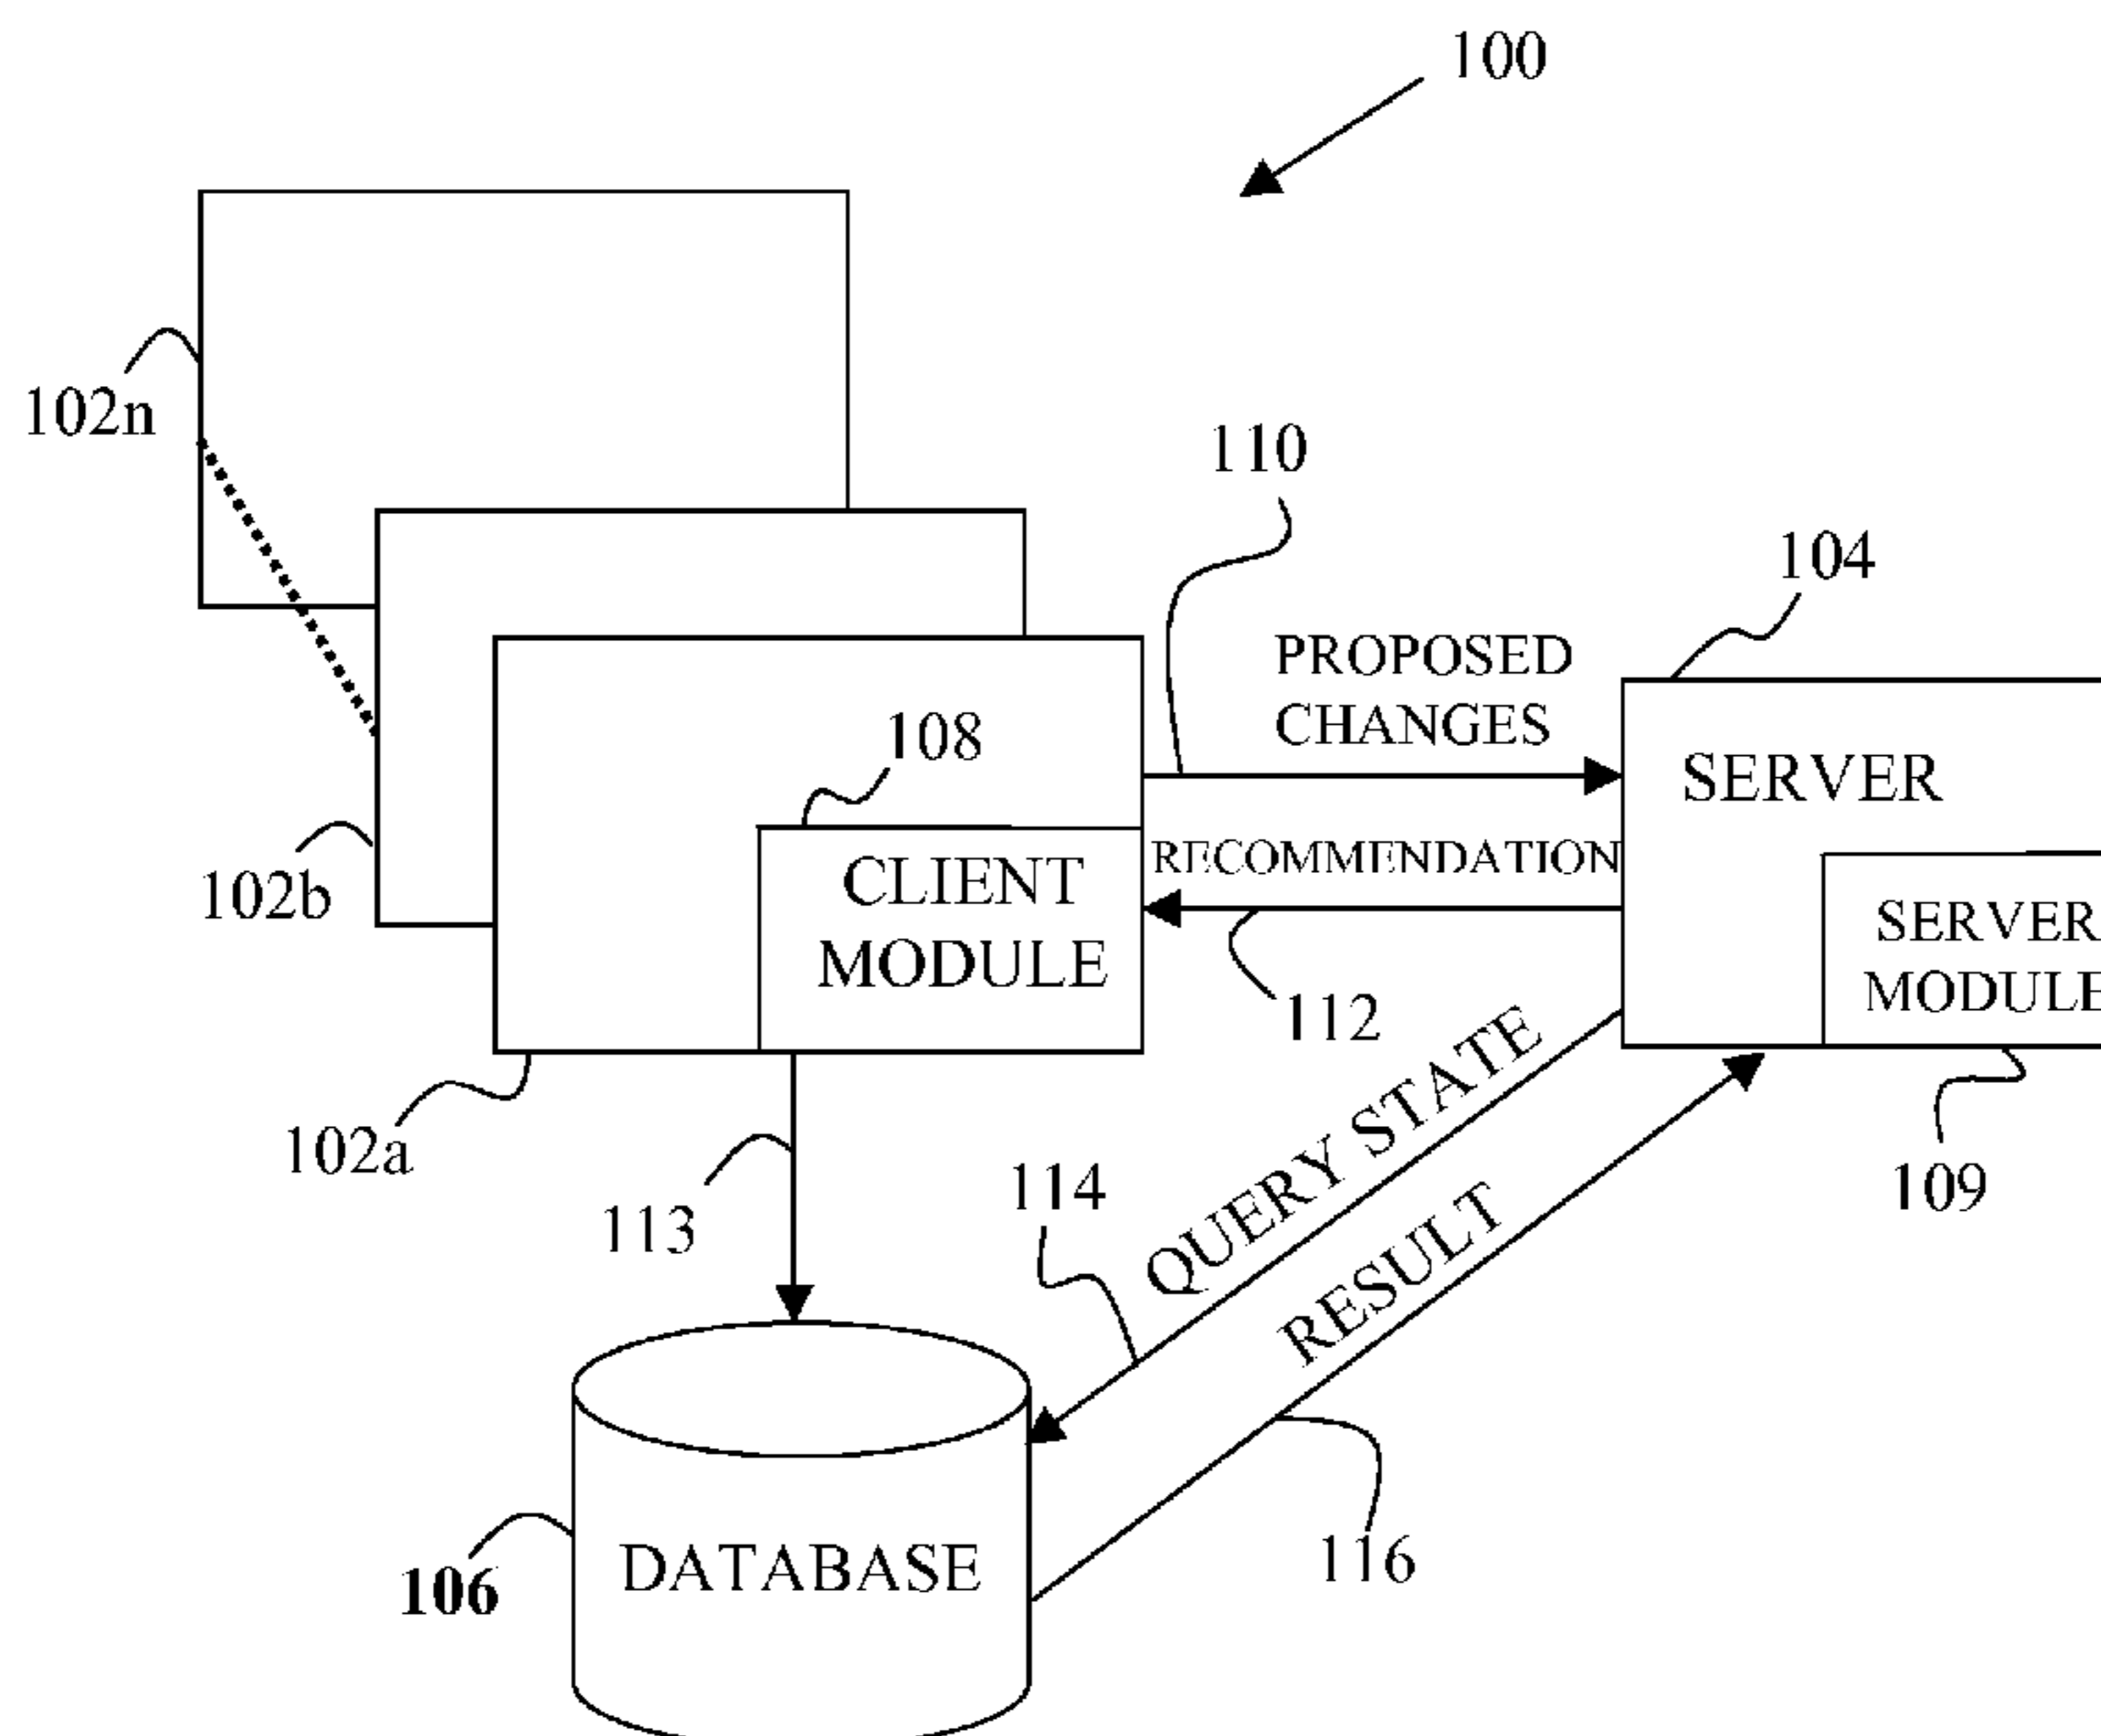 100
102n
110
104
PROPOSED
CHANGES
108
SERVER
RECOMMENDATION
CLIENT
MODULE
102b
SERVER
MODULE
112
QUERY STATE
102a
114
109
113
RESULT
116
DATABASE
106